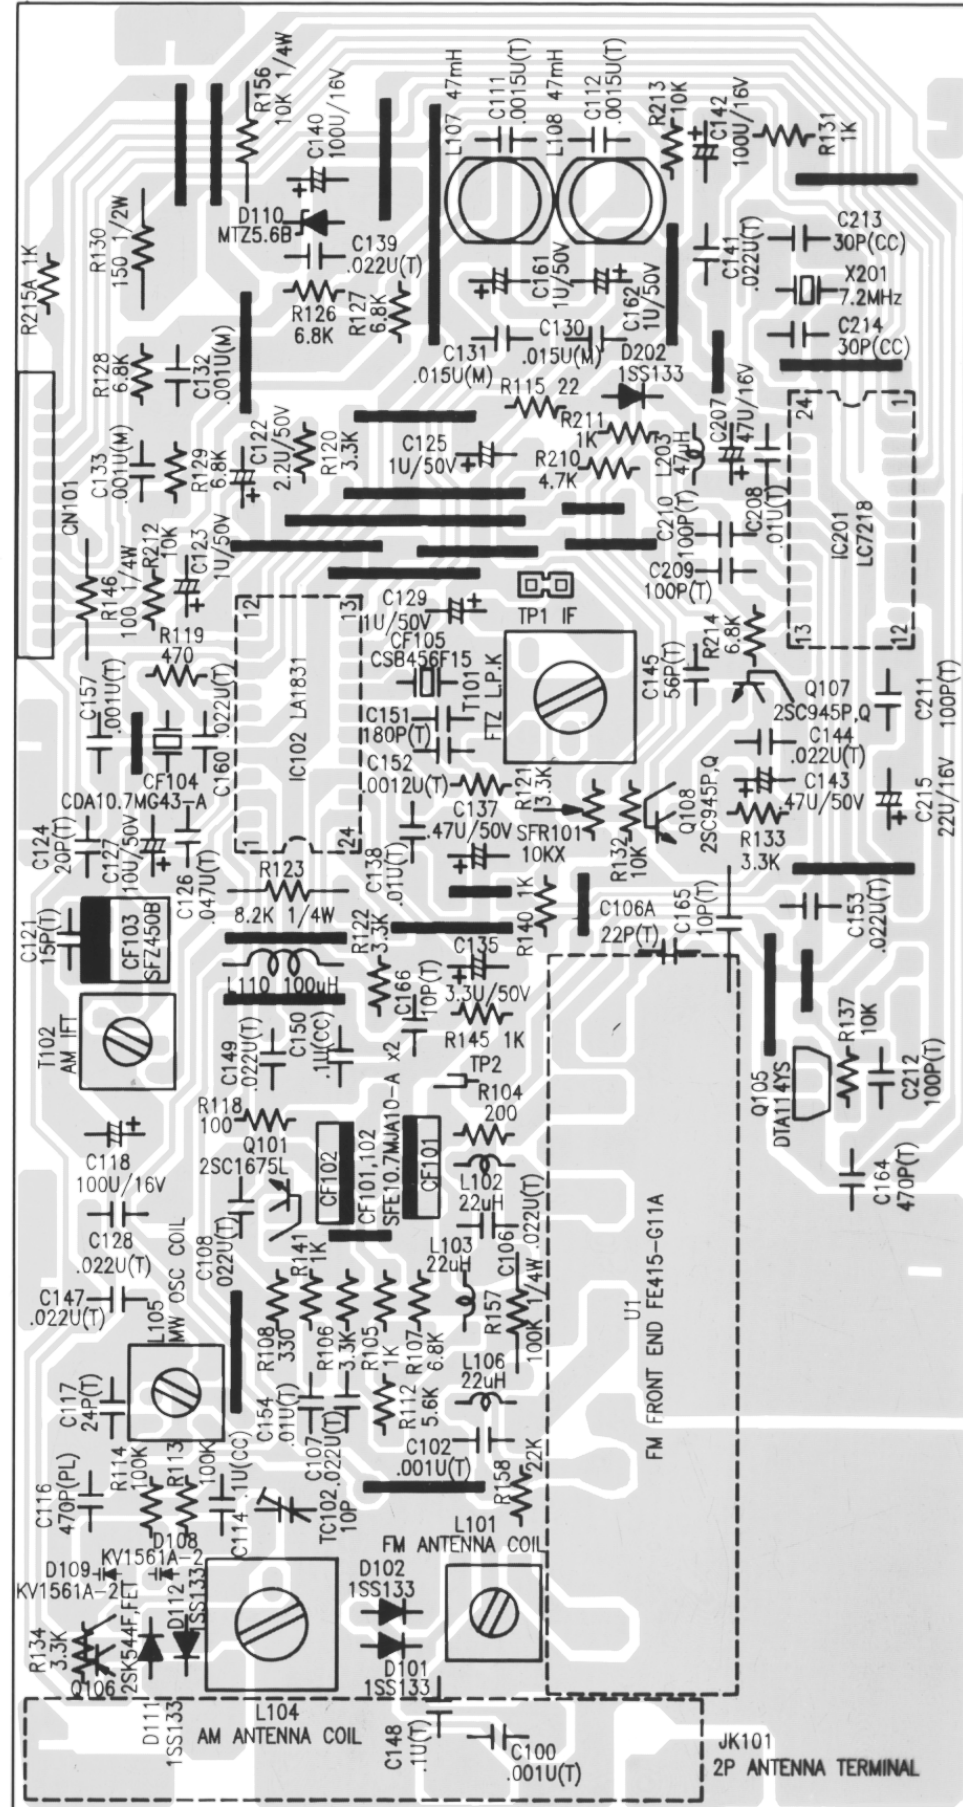 R156
10K 1/4W
C140
100U/16V
L107 47mH
C111
.0015U(T)
L108 47mH
C112
.0015U(T)
R213
10K
C142
100U/16V
R131
1K
R215A 1K
R130
150 1/2W
D110
MTZ5.6B
C139
.022U(T)
R126
6.8K
R127
6.8K
C161
1U/50V
C162
1U/50V
C141
.022U(T)
C213
30P(CC)
X201
7.2MHz
C214
30P(CC)
R128
6.8K
C132
.001U(M)
C131
.015U(M)
C130
.015U(M)
D202
1SS133
R115 22
R211
1K
R210
4.7K
L203
47uH
C207
47U/16V
24
1
C133
.001U(M)
R129
6.8K
C122
2.2U/50V
R120
3.3K
C125
1U/50V
CN101
C210
100P(T)
C208
.01U(T)
C209
100P(T)
IC201
LC7218
13
12
R146
100 1/4W
R212
10K
C123
1U/50V
R119
470
12
13
IC102 LA1831
1
24
C129
1U/50V
CF105
CSB456F15
TP1 IF
T101
FTZ L.P.K
C151
180P(T)
C152
.0012U(T)
C145
56P(T)
R214
6.8K
Q107
2SC945P,Q
C144
.022U(T)
C143
.47U/50V
C211
100P(T)
C215
22U/16V
C157
.001U(T)
CF104
CDA10.7MG43-A
C160
.022U(T)
C124
20P(T)
C127
10U/50V
C126
.047U(T)
C138
.01U(T)
C137
.47U/50V
R121
3.3K
SFR101
10KX
R132
10K
Q108
2SC945P,Q
R133
3.3K
R123
8.2K 1/4W
C121
15P(T)
CF103
SFZ450B
R122
3.3K
C135
3.3U/50V
R140 1K
C106A
22P(T)
C165
10P(T)
C153
.022U(T)
L110 100uH
C166
10P(T)
R145 1K
T102
AM IFT
C149
.022U(T)
C150
.1U(CC)
TP2
R104
200
R137
10K
Q105
DTA114YS
C212
100P(T)
C164
470P(T)
R118
100
Q101
2SC1675L
CF102
CF101,102
SFE10.7MJA10-A x2
CF101
L102
22uH
C118
100U/16V
C128
.022U(T)
C147
.022U(T)
L105
MW OSC COIL
C108
.022U(T)
R141
1K
L103
22uH
C106
.022U(T)
R157
100K 1/4W
U1
FM FRONT END FE415-G11A
R108
330
R106
3.3K
R105
1K
R107
6.8K
L106
22uH
C117
24P(T)
C154
.01U(T)
C107
.022U(T)
R112
5.6K
C102
.001U(T)
R158
22K
C116
470P(PL)
R114
100K
R113
100K
C114
.1U(CC)
TC102
10P
L101
FM ANTENNA COIL
D109
KV1561A-2
D108
KV1561A-2
D102
1SS133
D101
1SS133
R134
3.3K
Q106
2SK544F,FET
D112
1SS133
D111
1SS133
L104
AM ANTENNA COIL
C148
.1U(T)
C100
.001U(T)
JK101
2P ANTENNA TERMINAL